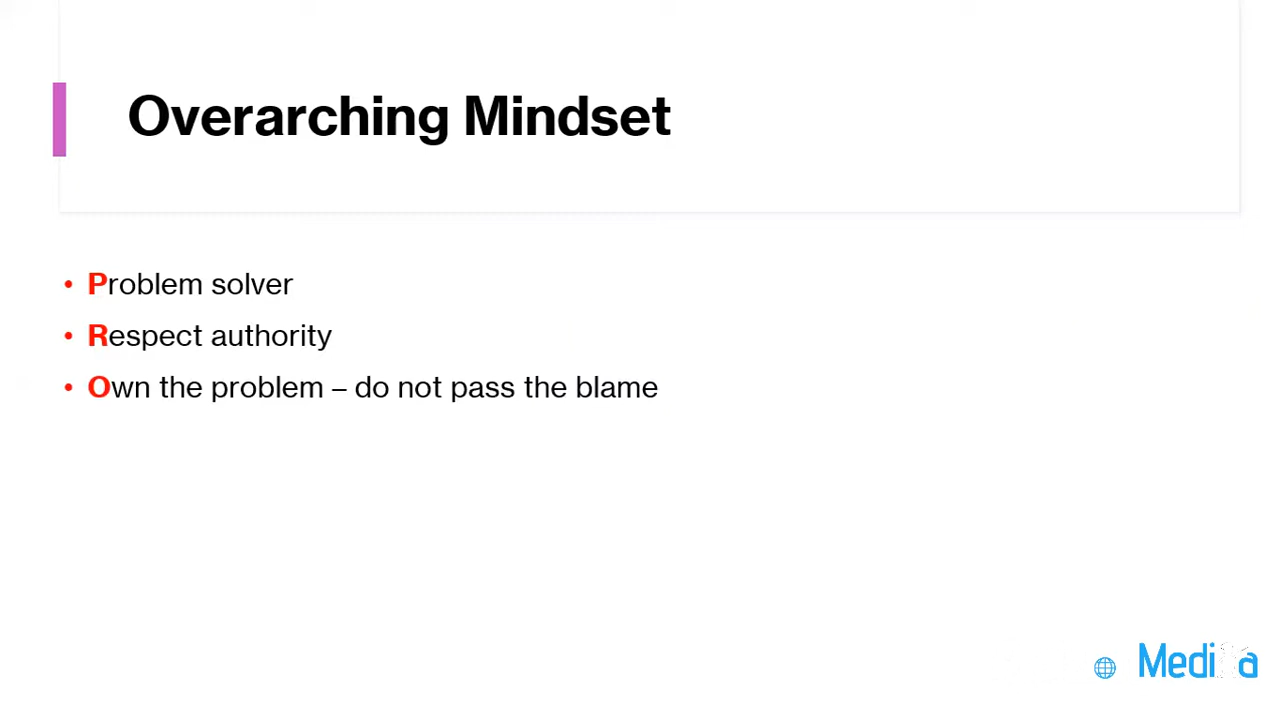 Overarching Mindset
• Problem solver
• Respect authority
• Own the problem – do not pass the blame